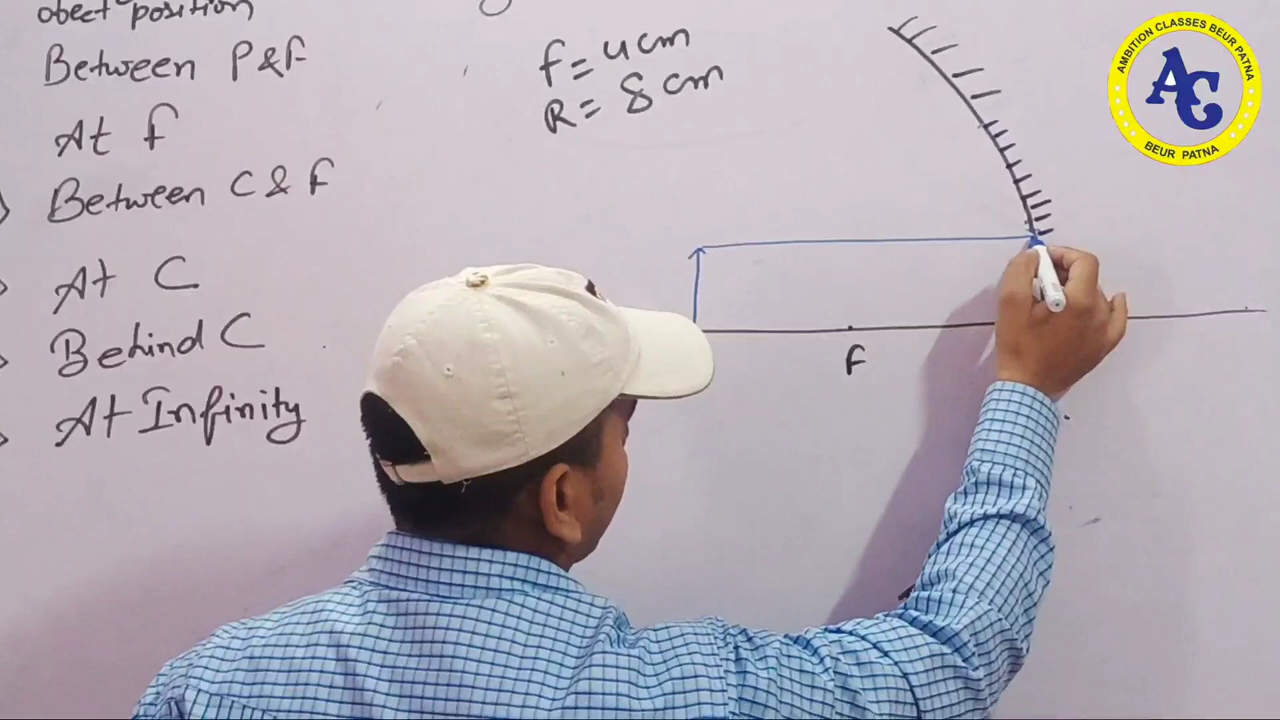 obect position
Between P & F
At f
Between C & F
At C
Behind C
At Infinity
f = 4 cm
R = 8 cm
F
AMBITION CLASSES BEUR PATNA
AC
BEUR PATNA